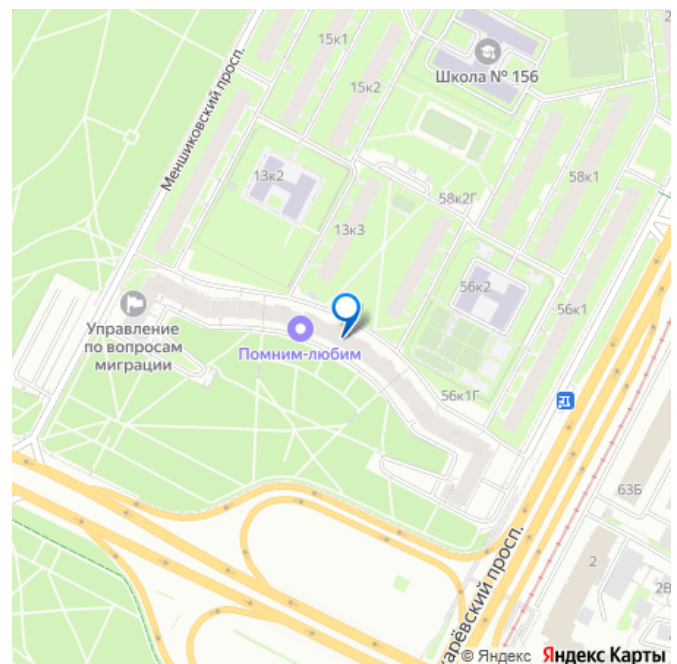 15к1
Школа № 156
15к2
Меншиковский просп.
13к2
58к2Г
58к1
13к3
56к2
56к1
Управление
по вопросам
миграции
Помним-любим
56к1Г
63Б
2
2В
карёвский просп.
© Яндекс Яндекс Карты